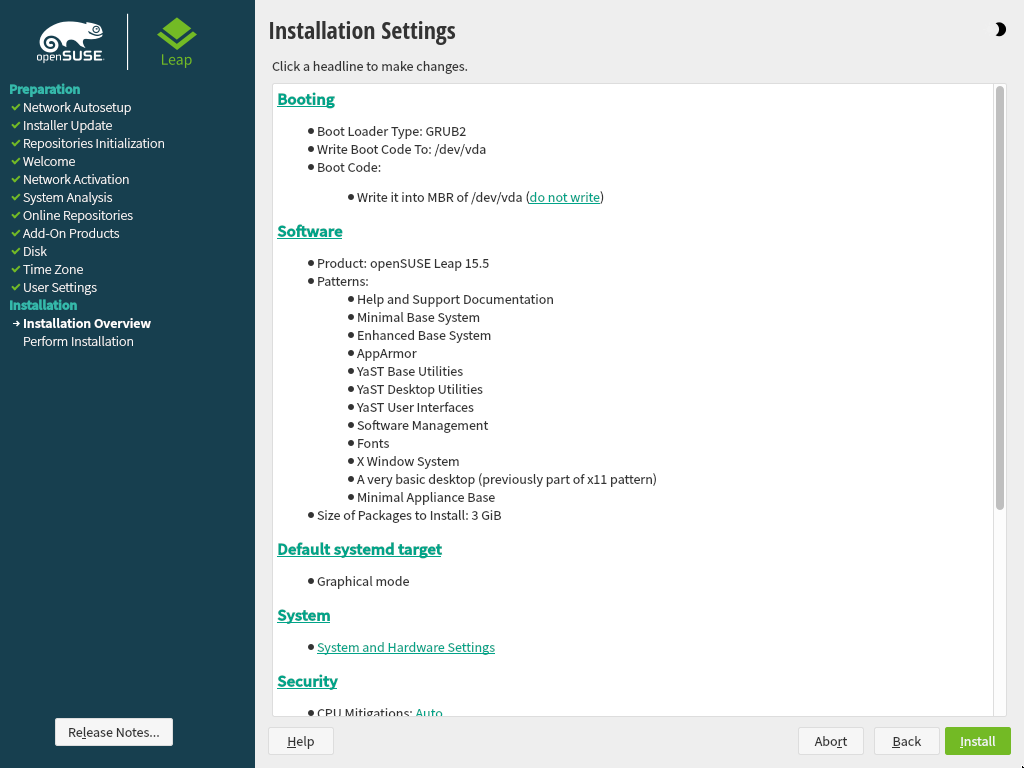 openSUSE
Leap
Preparation
Network Autosetup
Installer Update
Repositories Initialization
Welcome
Network Activation
System Analysis
Online Repositories
Add-On Products
Disk
Time Zone
User Settings
Installation
Installation Overview
Perform Installation
Release Notes...
Installation Settings
Click a headline to make changes.
Booting
Boot Loader Type: GRUB2
Write Boot Code To: /dev/vda
Boot Code:
Write it into MBR of /dev/vda (do not write)
Software
Product: openSUSE Leap 15.5
Patterns:
Help and Support Documentation
Minimal Base System
Enhanced Base System
AppArmor
YaST Base Utilities
YaST Desktop Utilities
YaST User Interfaces
Software Management
Fonts
X Window System
A very basic desktop (previously part of x11 pattern)
Minimal Appliance Base
Size of Packages to Install: 3 GiB
Default systemd target
Graphical mode
System
System and Hardware Settings
Security
CPU Mitigations: Auto
Help
Abort
Back
Install